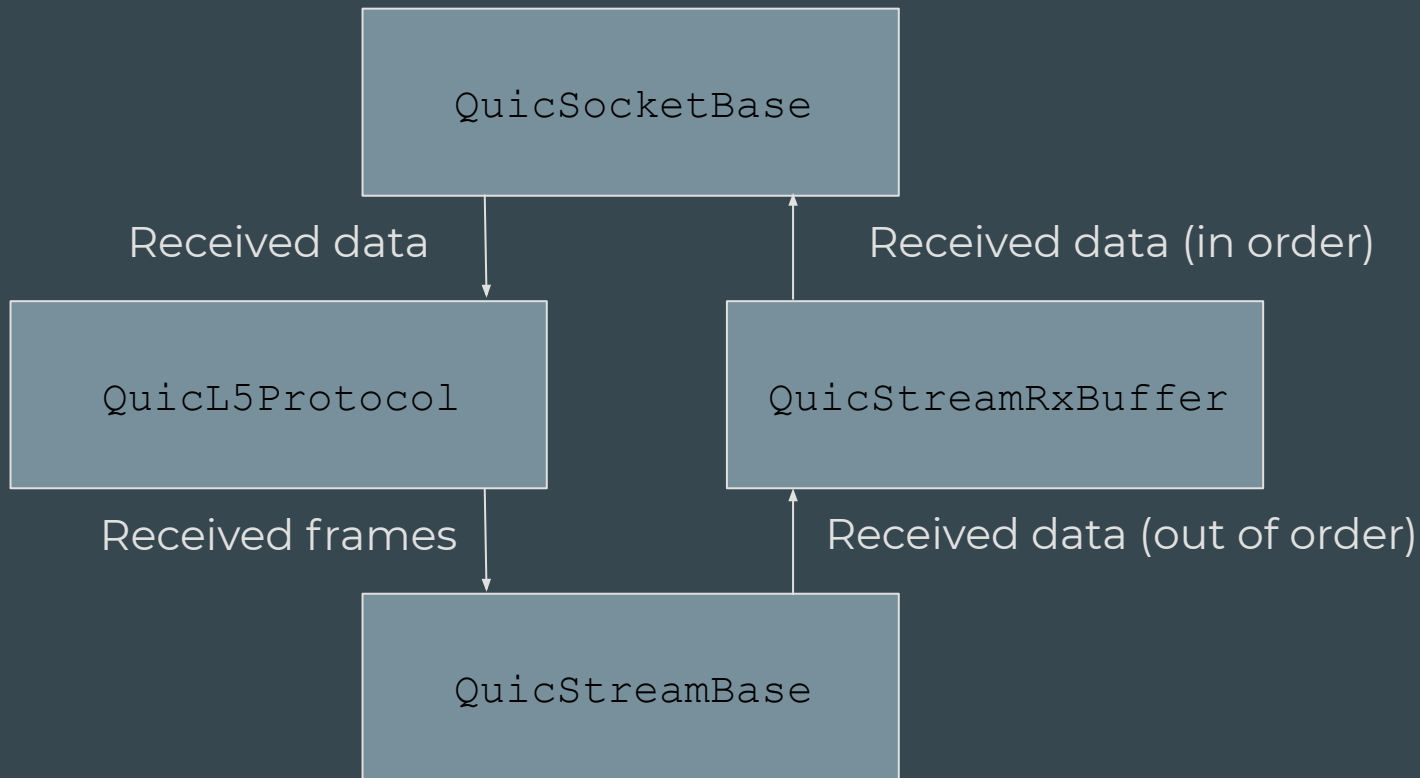 QuicSocketBase
Received data
Received data (in order)
QuicL5Protocol
QuicStreamRxBuffer
Received frames
Received data (out of order)
QuicStreamBase